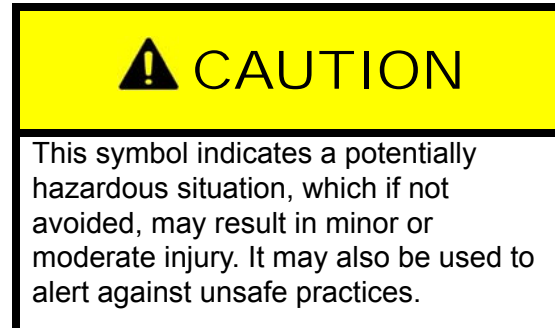 CAUTION
This symbol indicates a potentially
hazardous situation, which if not
avoided, may result in minor or
moderate injury. It may also be used to
alert against unsafe practices.